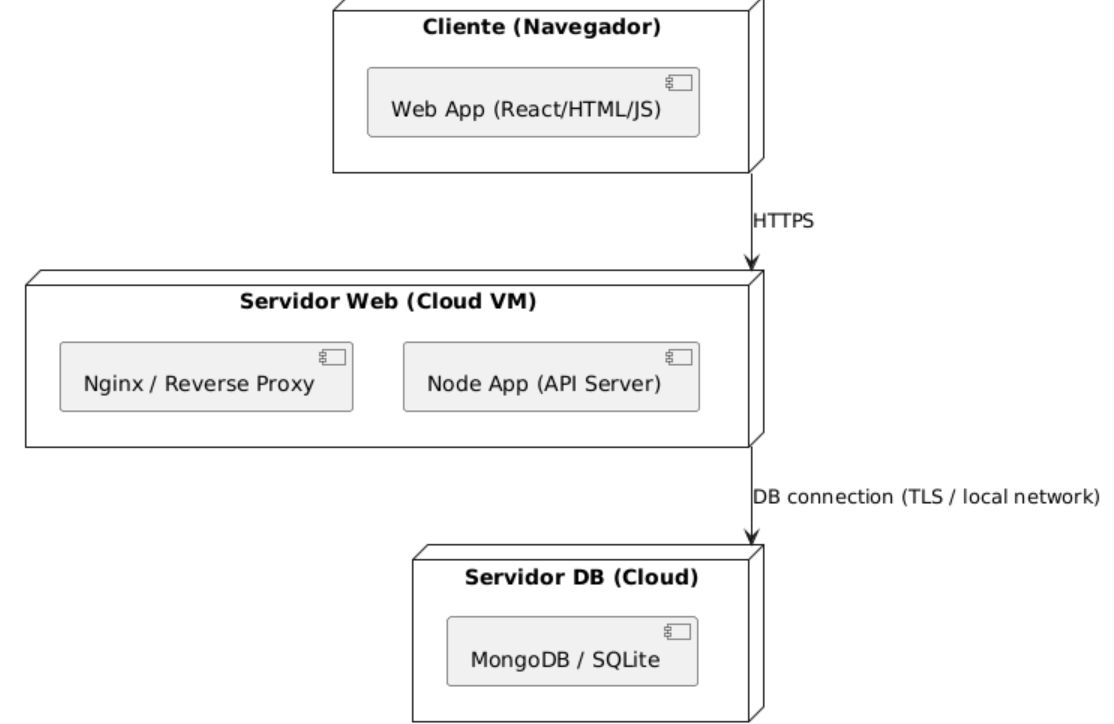 Cliente (Navegador)
Web App (React/HTML/JS)
HTTPS
Servidor Web (Cloud VM)
Nginx / Reverse Proxy
Node App (API Server)
DB connection (TLS / local network)
Servidor DB (Cloud)
MongoDB / SQLite